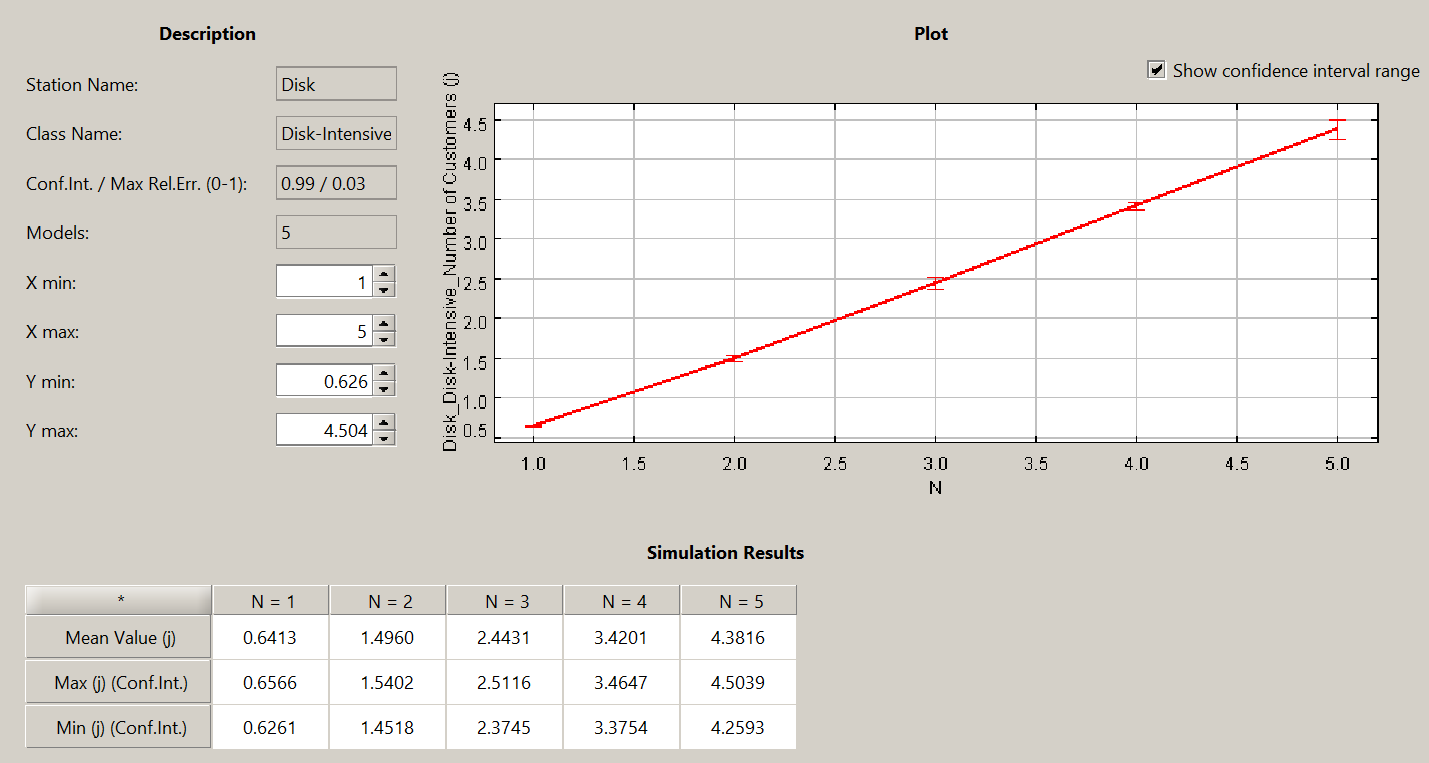 Description
Station Name: Disk
Class Name: Disk-Intensive
Conf.Int. / Max Rel.Err. (0-1): 0.99 / 0.03
Models: 5
X min: 1
X max: 5
Y min: 0.626
Y max: 4.504
Plot
Show confidence interval range
Disk_Disk-Intensive_Number of Customers (j)
4.5
4.0
3.5
3.0
2.5
2.0
1.5
1.0
0.5
1.0 1.5 2.0 2.5 3.0 3.5 4.0 4.5 5.0
N
Simulation Results
* N = 1 N = 2 N = 3 N = 4 N = 5
Mean Value (j) 0.6413 1.4960 2.4431 3.4201 4.3816
Max (j) (Conf.Int.) 0.6566 1.5402 2.5116 3.4647 4.5039
Min (j) (Conf.Int.) 0.6261 1.4518 2.3745 3.3754 4.2593